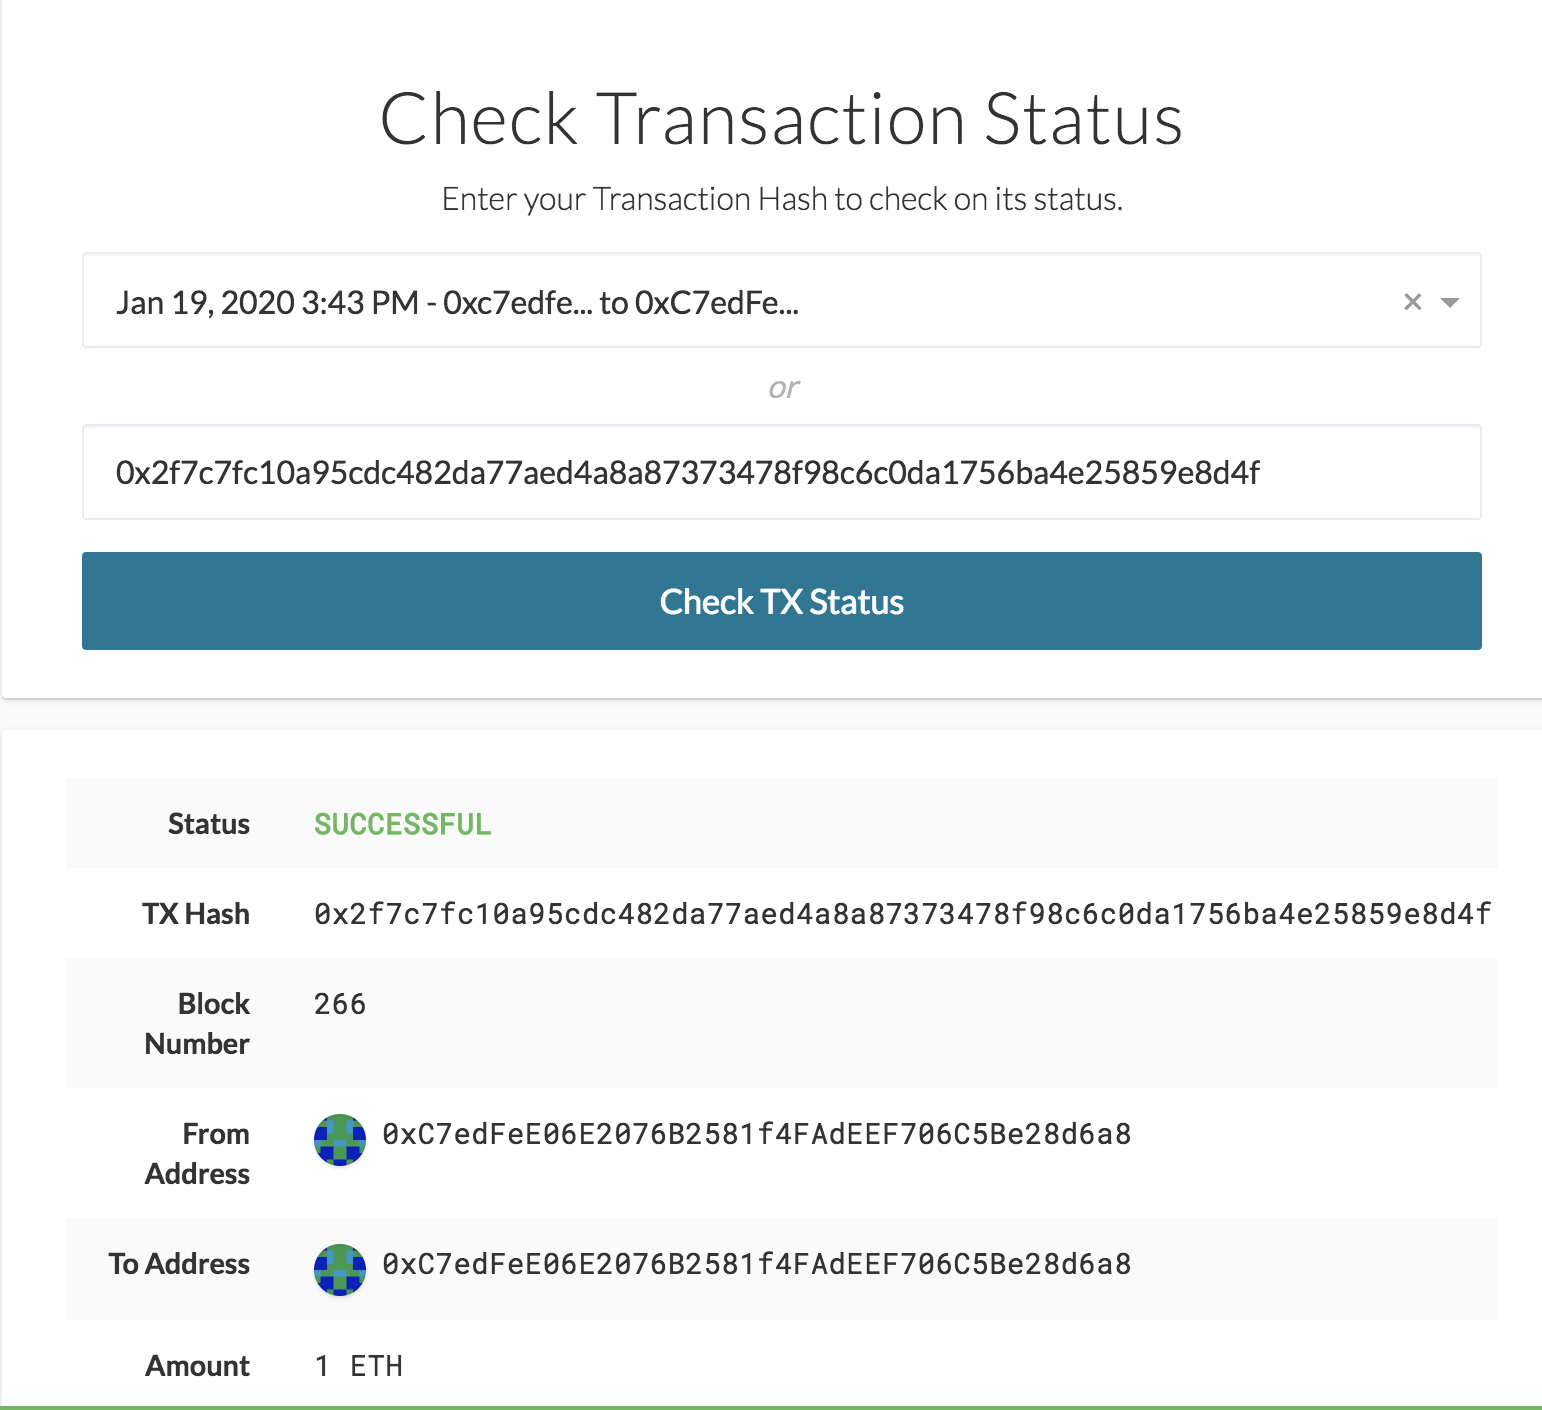 Check Transaction Status
Enter your Transaction Hash to check on its status.
Jan 19, 2020 3:43 PM - 0xc7edfe... to 0xC7edFe...
or
0x2f7c7fc10a95cdc482da77aed4a8a87373478f98c6c0da1756ba4e25859e8d4f
Check TX Status
Status SUCCESSFUL
TX Hash 0x2f7c7fc10a95cdc482da77aed4a8a87373478f98c6c0da1756ba4e25859e8d4f
Block 266
Number
From 0xC7edFeE06E2076B2581f4FAdEEF706C5Be28d6a8
Address
To Address 0xC7edFeE06E2076B2581f4FAdEEF706C5Be28d6a8
Amount 1 ETH